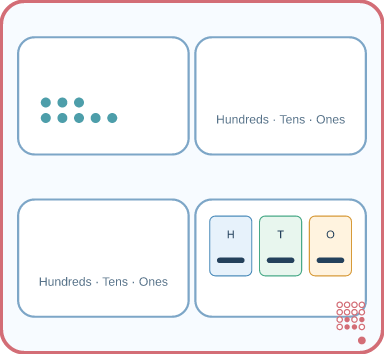 Hundreds · Tens · Ones
Hundreds · Tens · Ones
H
T
O